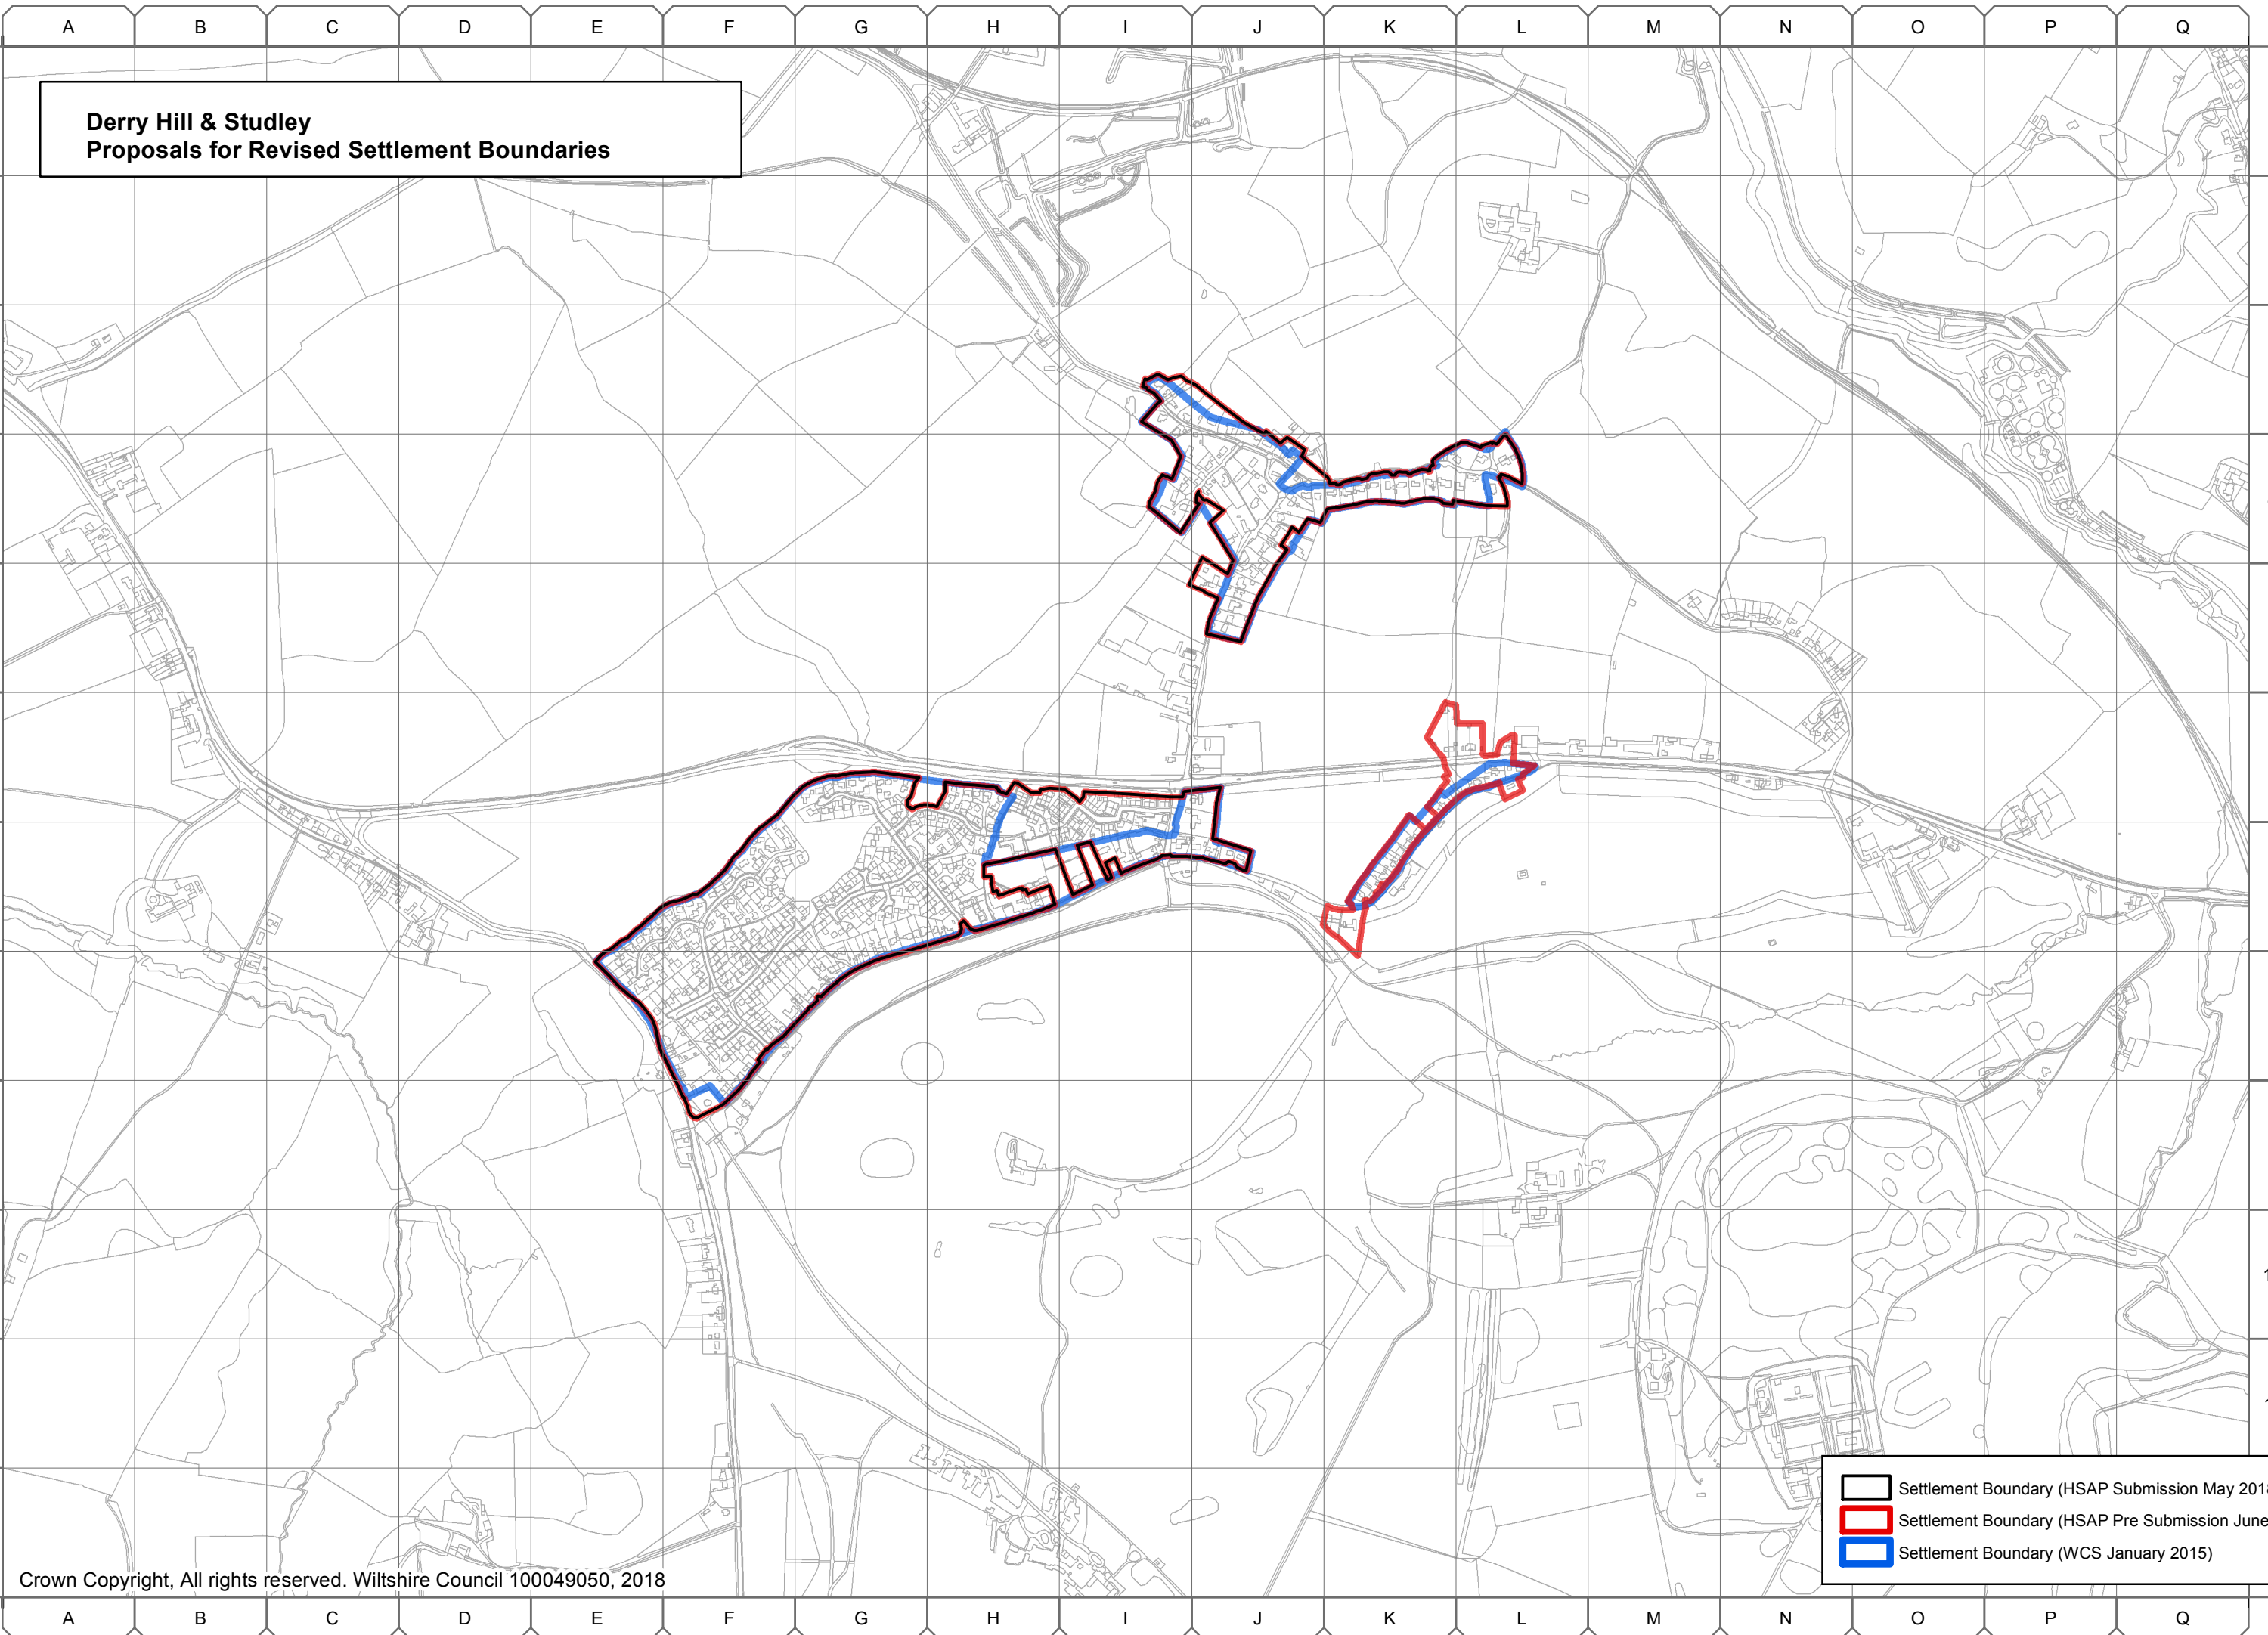 A B C D E F G H I J K L M N O P Q
Derry Hill & Studley
Proposals for Revised Settlement Boundaries
Settlement Boundary (HSAP Submission May 201
Settlement Boundary (HSAP Pre Submission June
Settlement Boundary (WCS January 2015)
Crown Copyright, All rights reserved. Wiltshire Council 100049050, 2018
A B C D E F G H I J K L M N O P Q